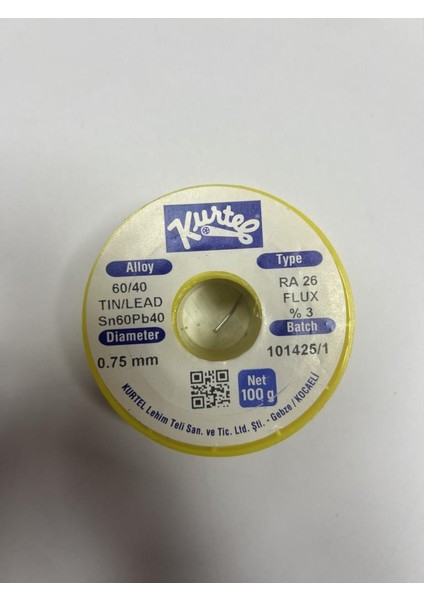 Kurtel®
Alloy
60/40
TIN/LEAD
Sn60Pb40
Diameter
0.75 mm
Type
RA 26
FLUX
% 3
Batch
101425/1
Net
100 g
KURTEL Lehim Teli San. ve Tic. Ltd. Şti. - Gebze / KOCAELİ